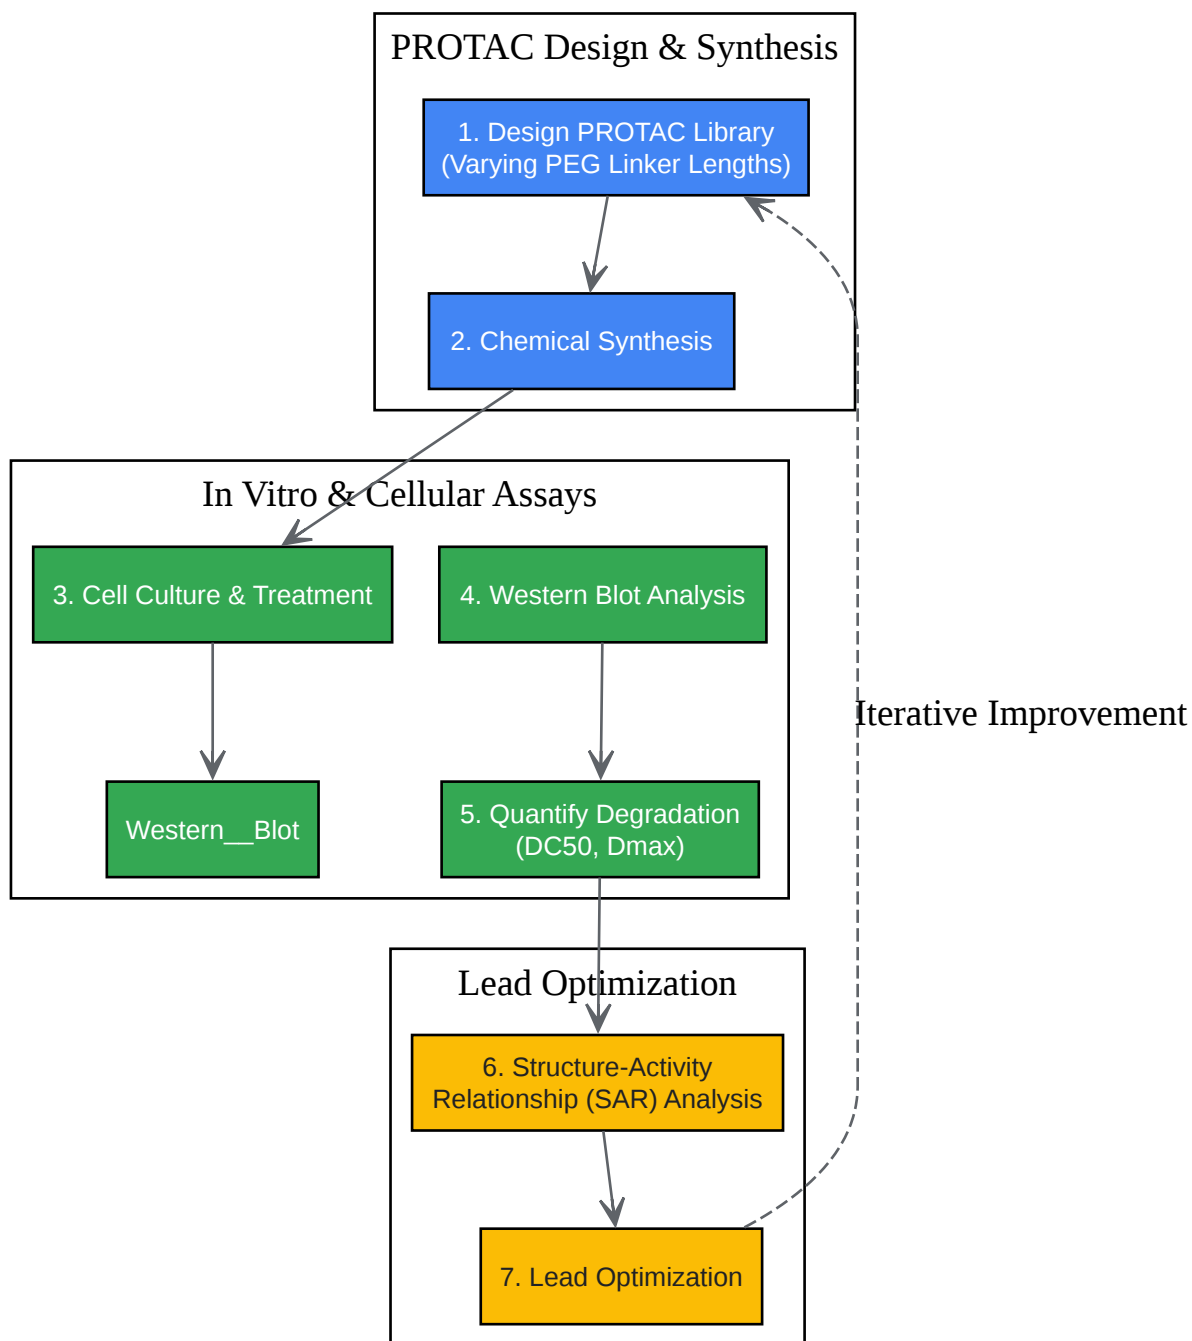 PROTAC Design & Synthesis
1. Design PROTAC Library
(Varying PEG Linker Lengths)
2. Chemical Synthesis
In Vitro & Cellular Assays
3. Cell Culture & Treatment
4. Western Blot Analysis
Western__Blot
5. Quantify Degradation
(DC50, Dmax)
Iterative Improvement
Lead Optimization
6. Structure-Activity
Relationship (SAR) Analysis
7. Lead Optimization